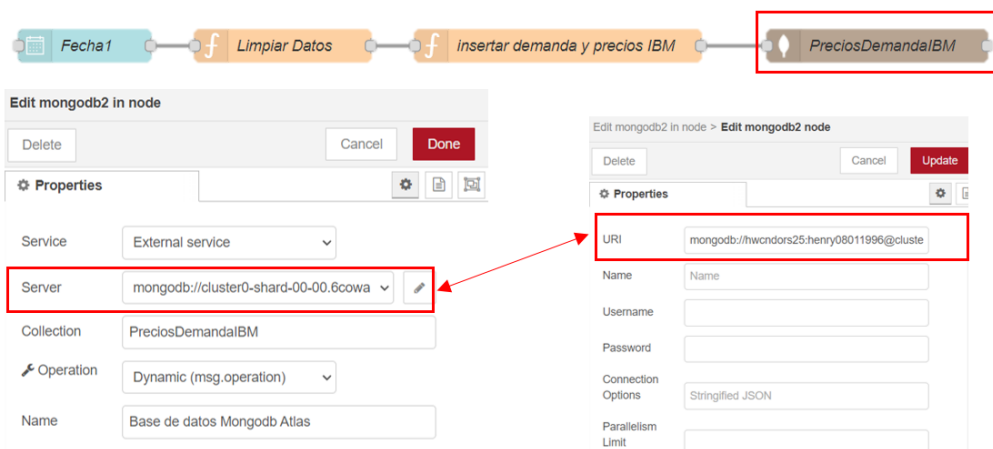 Fecha1
Limpiar Datos
insertar demanda y precios IBM
PreciosDemandaIBM
Edit mongodb2 in node
Delete
Cancel
Done
Properties
Service
External service
Server
mongodb://cluster0-shard-00-00.6cowa
Collection
PreciosDemandaIBM
Operation
Dynamic (msg.operation)
Name
Base de datos Mongodb Atlas
Edit mongodb2 in node > Edit mongodb2 node
Delete
Cancel
Update
Properties
URI
mongodb://hwcndors25:henry08011996@cluste
Name
Name
Username
Password
Connection
Options
Stringified JSON
Parallelism
Limit